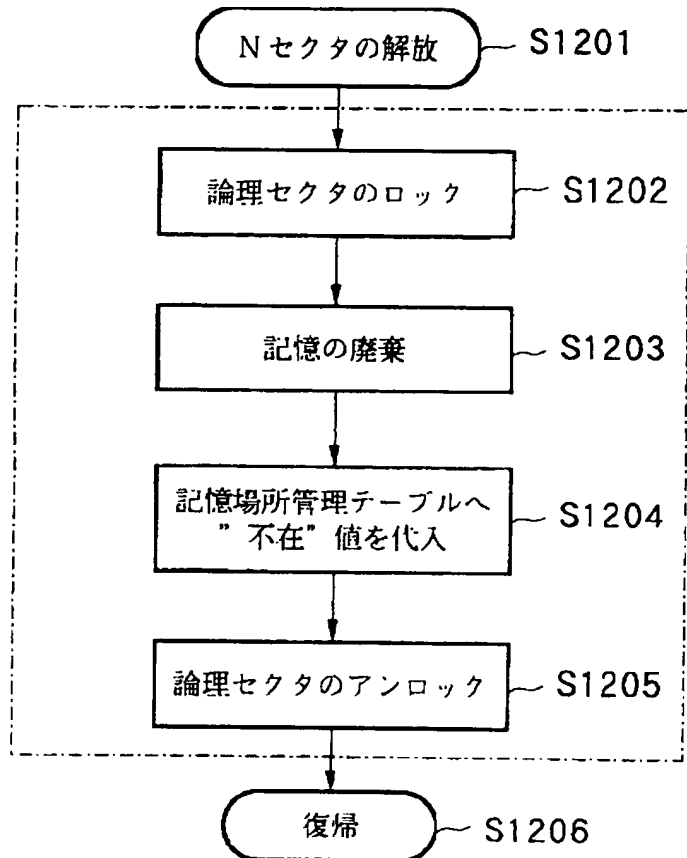 Nセクタの解放
S1201
論理セクタのロック
S1202
記憶の廃棄
S1203
記憶場所管理テーブルへ
”不在”値を代入
S1204
論理セクタのアンロック
S1205
復帰
S1206